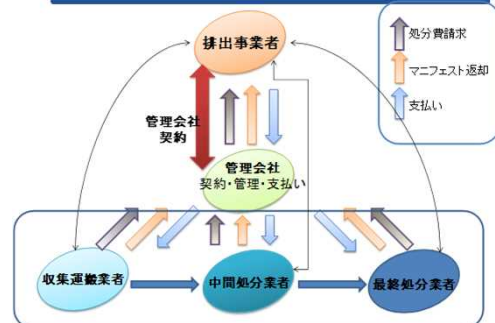 排出事業者
処分費請求
マニフェスト返却
支払い
管理会社
契約
管理会社
契約・管理・支払い
収集運搬業者
中間処分業者
最終処分業者